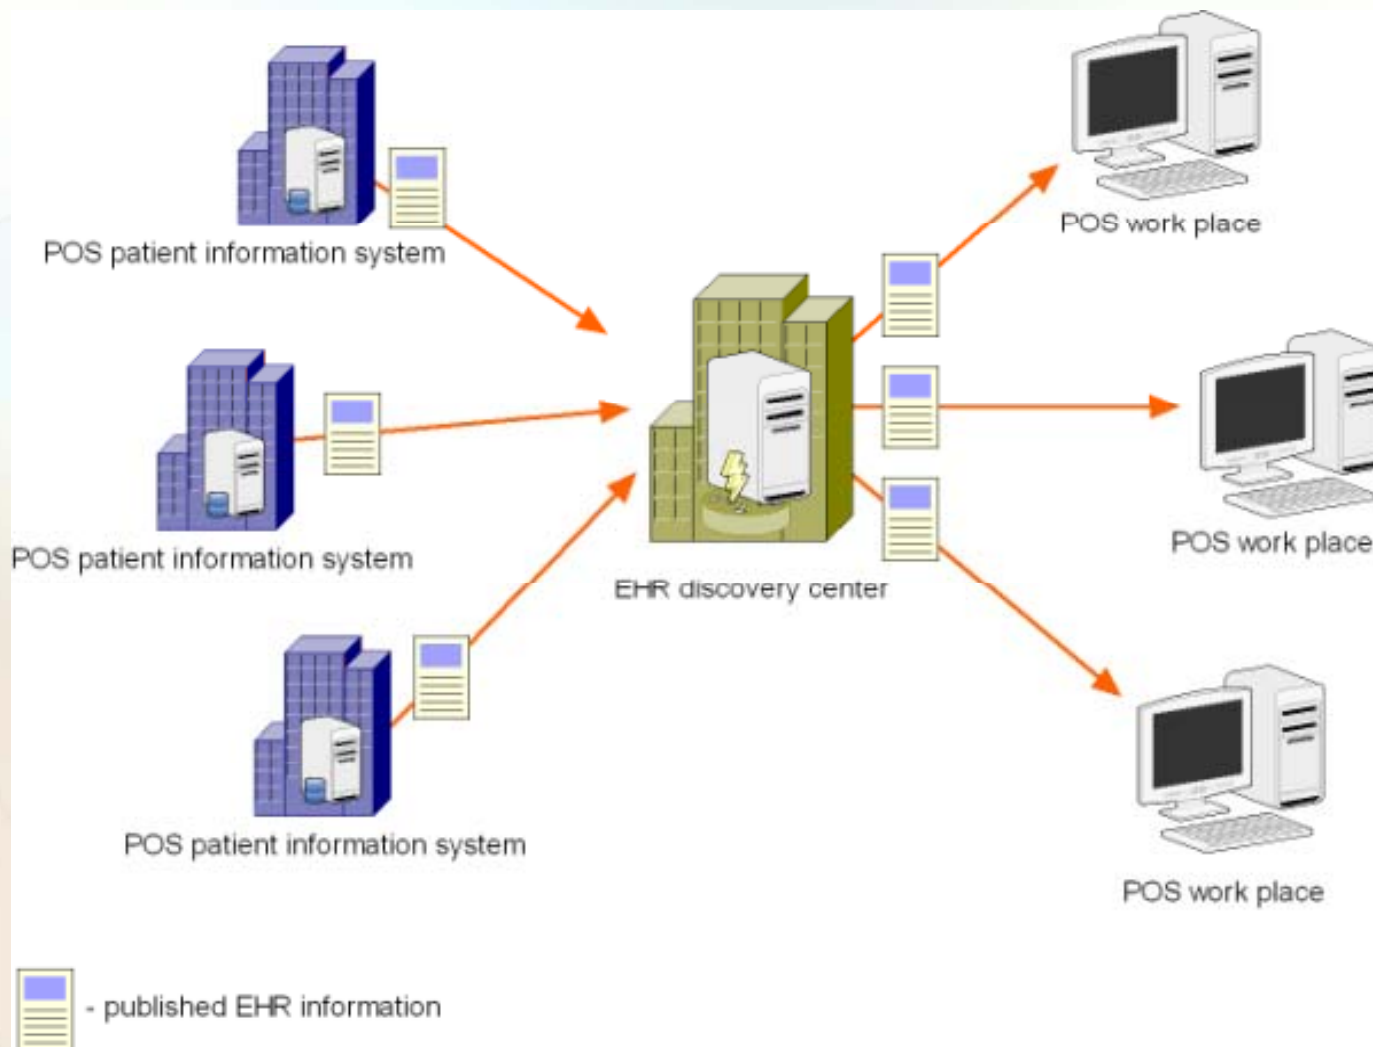 POS work place
POS patient information system
POS work place
POS patient information system
EHR discovery center
POS patient information system
POS work place
- published EHR information